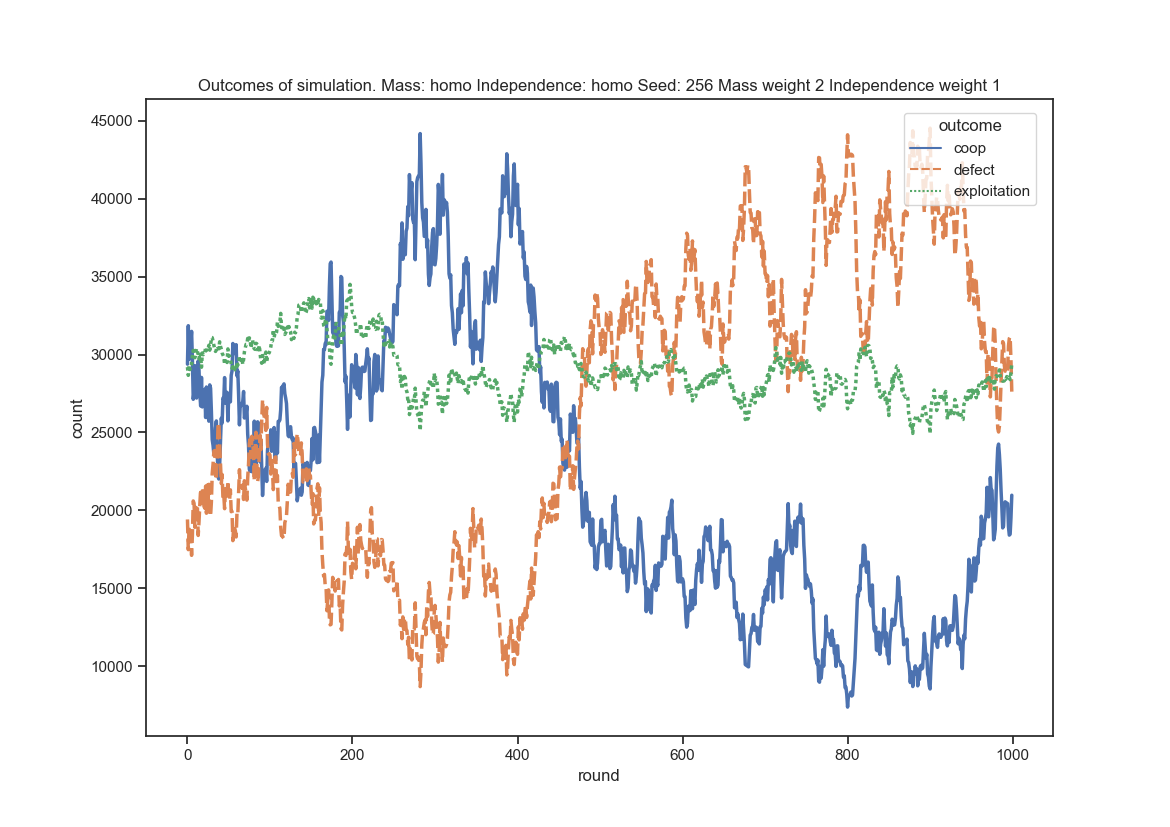 Outcomes of simulation. Mass: homo Independence: homo Seed: 256 Mass weight 2 Independence weight 1
outcome
coop
defect
exploitation
45000
40000
35000
30000
25000
20000
15000
10000
count
0 200 400 600 800 1000
round